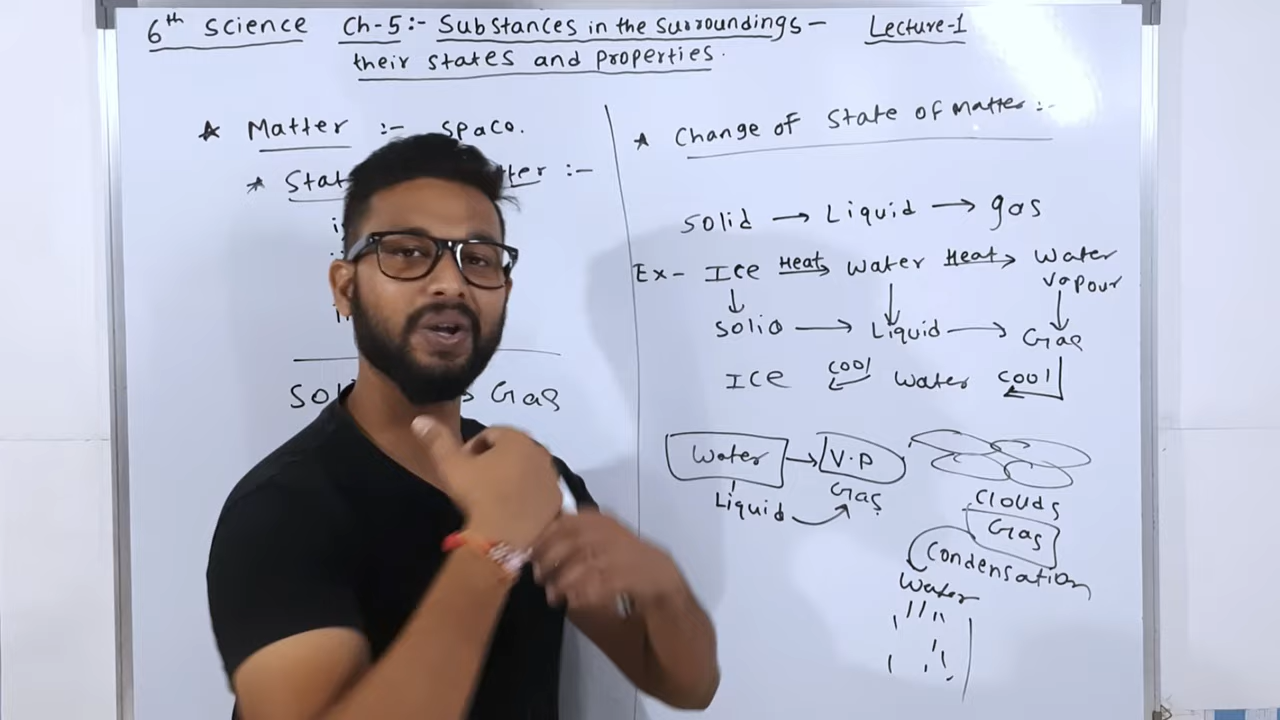 6th Science Ch-5:- Substances in the Surroundings - Lecture-1
their states and properties.
* Matter :- Space.
* Stat tter :-
Sol Gas
* Change of State of Matter :-
Solid → Liquid → gas
Ex- Ice Heat → Water Heat → Water vapour
Solid → Liquid → Gas
ICE cool Water cool
Water → V.P
Liquid Gas
Clouds
Gas
Condensation
Water